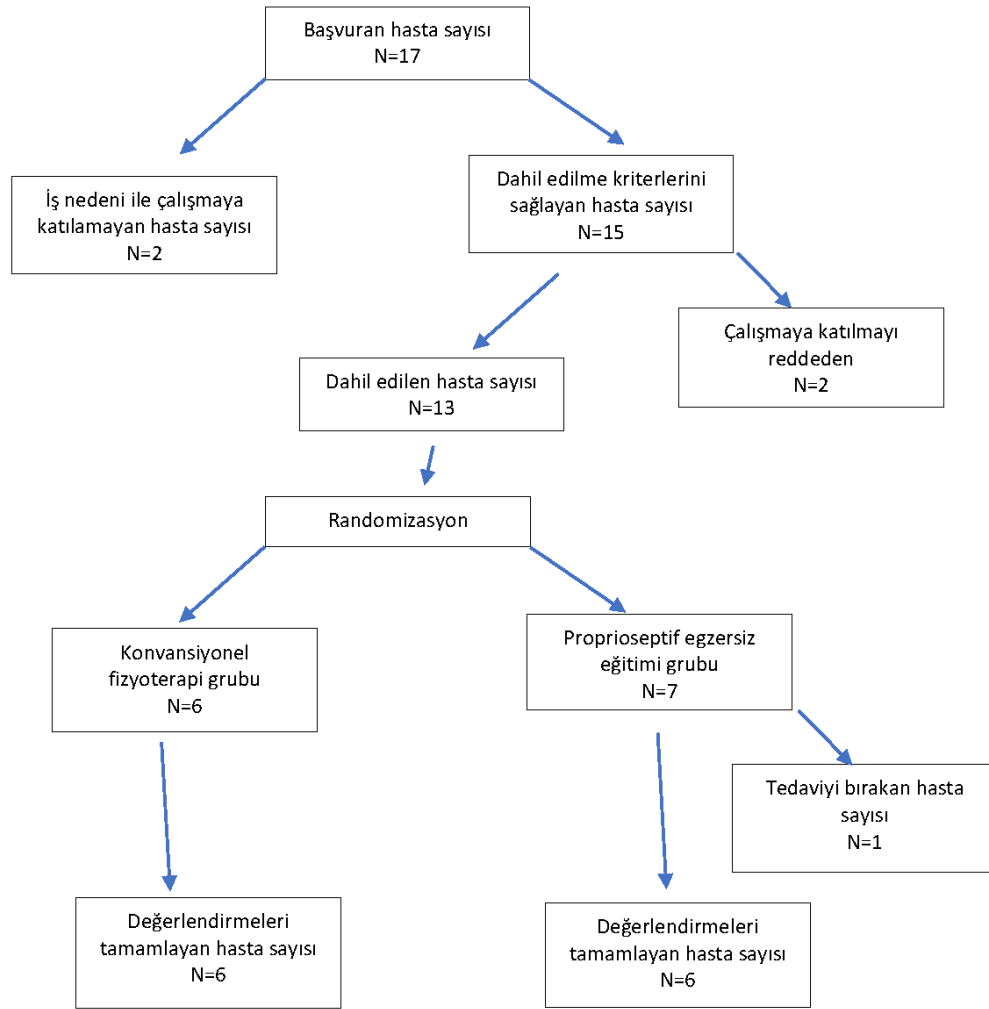 Başvuran hasta sayısı
N=17
İş nedeni ile çalışmaya
katılamayan hasta sayısı
N=2
Dahil edilme kriterlerini
sağlayan hasta sayısı
N=15
Çalışmaya katılmayı
reddeden
N=2
Dahil edilen hasta sayısı
N=13
Randomizasyon
Konvansiyonel
fizyoterapi grubu
N=6
Proprioseptif egzersiz
eğitimi grubu
N=7
Tedaviyi bırakan hasta
sayısı
N=1
Değerlendirmeleri
tamamlayan hasta sayısı
N=6
Değerlendirmeleri
tamamlayan hasta sayısı
N=6